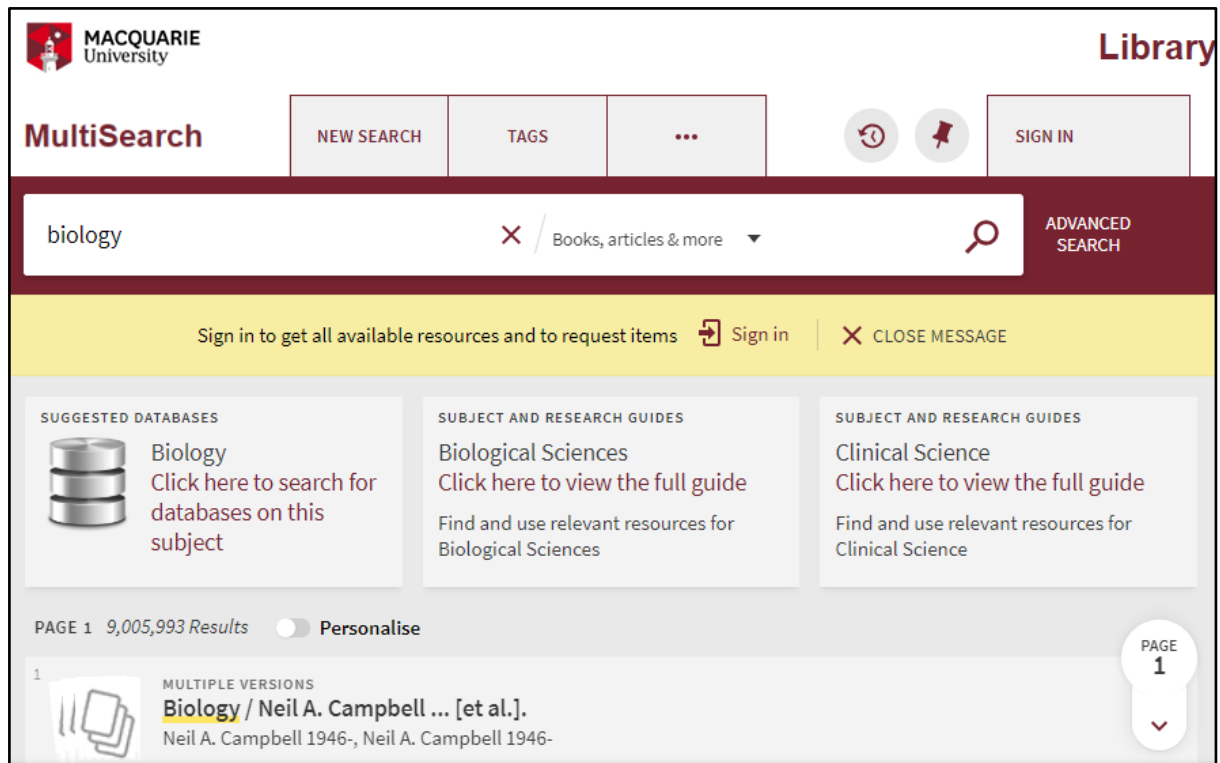 MACQUARIE
University
Library
MultiSearch
NEW SEARCH
TAGS
•••
SIGN IN
biology
Books, articles & more
ADVANCED
SEARCH
Sign in to get all available resources and to request items Sign in CLOSE MESSAGE
SUGGESTED DATABASES
Biology
Click here to search for
databases on this
subject
SUBJECT AND RESEARCH GUIDES
Biological Sciences
Click here to view the full guide
Find and use relevant resources for
Biological Sciences
SUBJECT AND RESEARCH GUIDES
Clinical Science
Click here to view the full guide
Find and use relevant resources for
Clinical Science
PAGE 1 9,005,993 Results Personalise
PAGE
1
1
MULTIPLE VERSIONS
Biology / Neil A. Campbell ... [et al.].
Neil A. Campbell 1946-, Neil A. Campbell 1946-